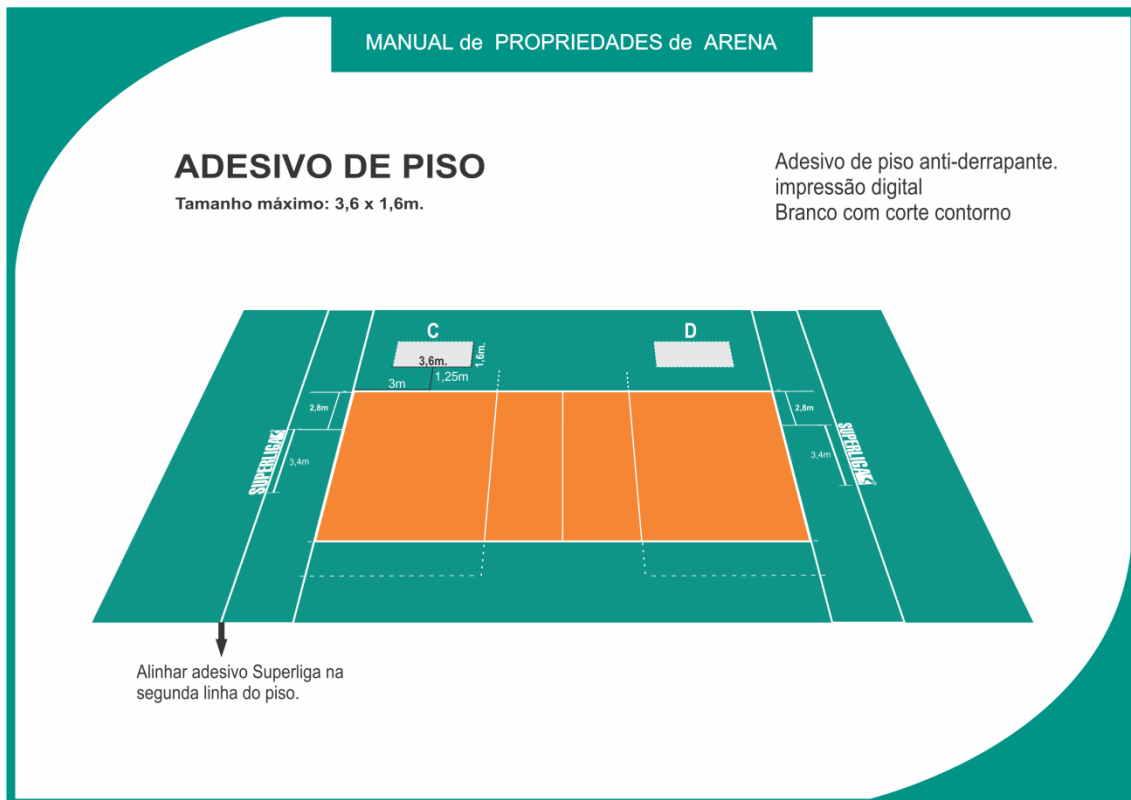 MANUAL de PROPRIEDADES de ARENA
ADESIVO DE PISO
Tamanho máximo: 3,6 x 1,6m.
Adesivo de piso anti-derrapante.
impressão digital
Branco com corte contorno
C
D
3,6m.
1,6m.
1,25m
3m
2,8m
2,8m
SUPERLIGA
3,4m
SUPERLIGA
3,4m
Alinhar adesivo Superliga na
segunda linha do piso.